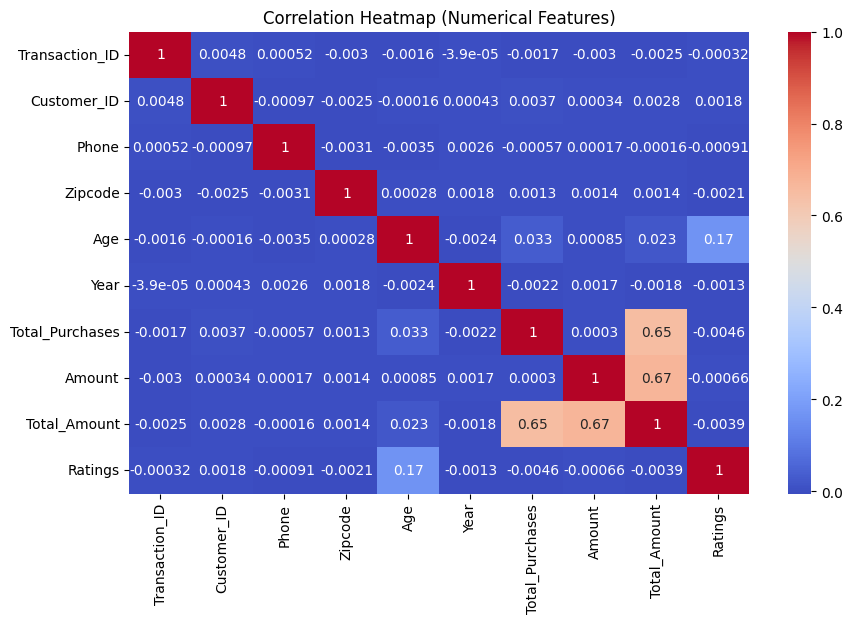 Correlation Heatmap (Numerical Features)
Transaction_ID 1 0.0048 0.00052 -0.003 -0.0016 -3.9e-05 -0.0017 -0.003 -0.0025 -0.00032
Customer_ID 0.0048 1 -0.00097 -0.0025 -0.00016 0.00043 0.0037 0.00034 0.0028 0.0018
Phone 0.00052 -0.00097 1 -0.0031 -0.0035 0.0026 -0.00057 0.00017 -0.00016 -0.00091
Zipcode -0.003 -0.0025 -0.0031 1 0.00028 0.0018 0.0013 0.0014 0.0014 -0.0021
Age -0.0016 -0.00016 -0.0035 0.00028 1 -0.0024 0.033 0.00085 0.023 0.17
Year -3.9e-05 0.00043 0.0026 0.0018 -0.0024 1 -0.0022 0.0017 -0.0018 -0.0013
Total_Purchases -0.0017 0.0037 -0.00057 0.0013 0.033 -0.0022 1 0.0003 0.65 -0.0046
Amount -0.003 0.00034 0.00017 0.0014 0.00085 0.0017 0.0003 1 0.67 -0.00066
Total_Amount -0.0025 0.0028 -0.00016 0.0014 0.023 -0.0018 0.65 0.67 1 -0.0039
Ratings -0.00032 0.0018 -0.00091 -0.0021 0.17 -0.0013 -0.0046 -0.00066 -0.0039 1
Transaction_ID
Customer_ID
Phone
Zipcode
Age
Year
Total_Purchases
Amount
Total_Amount
Ratings
1.0
0.8
0.6
0.4
0.2
0.0